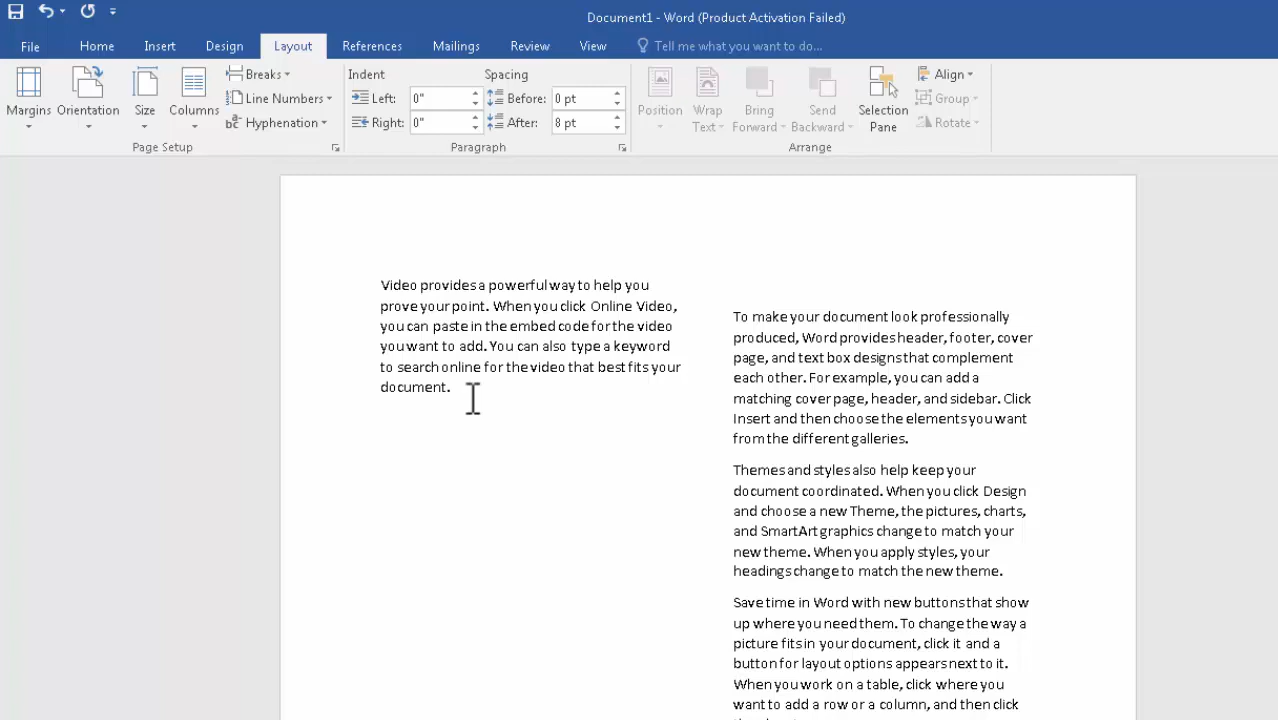 Document1 - Word (Product Activation Failed)
File Home Insert Design Layout References Mailings Review View Tell me what you want to do...
Margins Orientation Size Columns
Breaks
Line Numbers
Hyphenation
Page Setup
Indent Spacing
Left: 0" Before: 0 pt
Right: 0" After: 8 pt
Paragraph
Position Wrap Text Bring Forward Send Backward Selection Pane
Align
Group
Rotate
Arrange
Video provides a powerful way to help you
prove your point. When you click Online Video,
you can paste in the embed code for the video
you want to add. You can also type a keyword
to search online for the video that best fits your
document.
To make your document look professionally
produced, Word provides header, footer, cover
page, and text box designs that complement
each other. For example, you can add a
matching cover page, header, and sidebar. Click
Insert and then choose the elements you want
from the different galleries.
Themes and styles also help keep your
document coordinated. When you click Design
and choose a new Theme, the pictures, charts,
and SmartArt graphics change to match your
new theme. When you apply styles, your
headings change to match the new theme.
Save time in Word with new buttons that show
up where you need them. To change the way a
picture fits in your document, click it and a
button for layout options appears next to it.
When you work on a table, click where you
want to add a row or a column, and then click